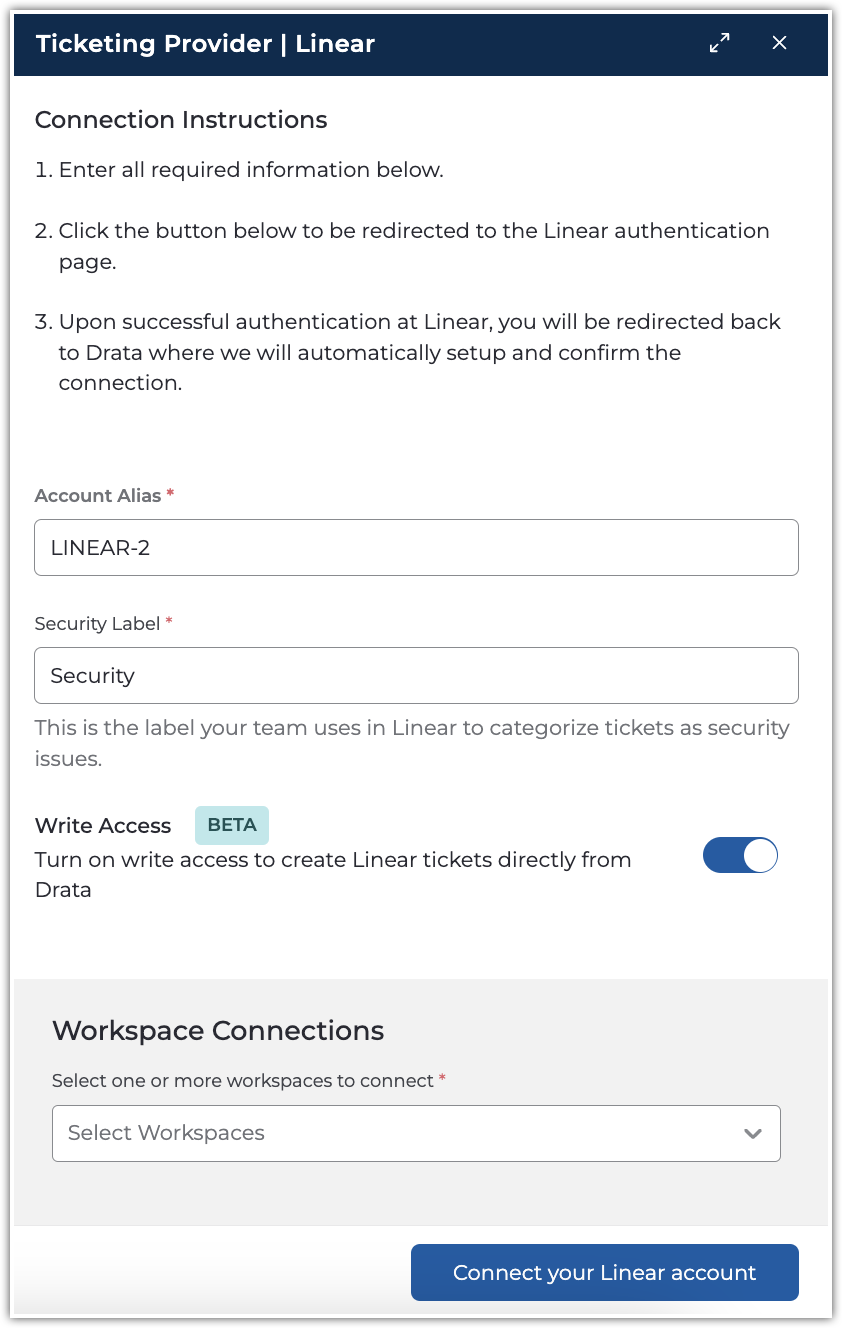 Ticketing Provider | Linear
Connection Instructions
1. Enter all required information below.
2. Click the button below to be redirected to the Linear authentication
page.
3. Upon successful authentication at Linear, you will be redirected back
to Drata where we will automatically setup and confirm the
connection.
Account Alias *
LINEAR-2
Security Label *
Security
This is the label your team uses in Linear to categorize tickets as security
issues.
Write Access BETA
Turn on write access to create Linear tickets directly from
Drata
Workspace Connections
Select one or more workspaces to connect *
Select Workspaces
Connect your Linear account